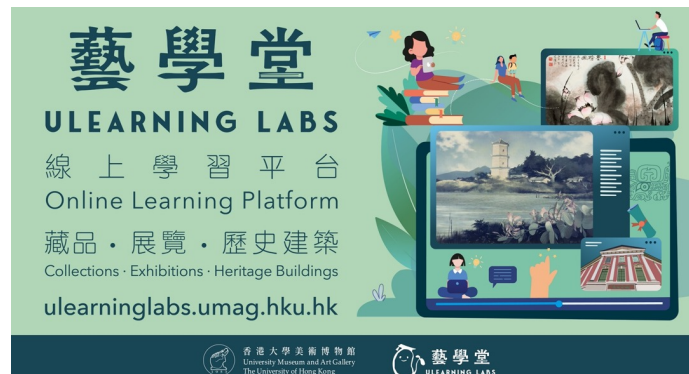 藝學堂
ULEARNING LABS
線上學習平台
Online Learning Platform
藏品・展覽・歷史建築
Collections · Exhibitions · Heritage Buildings
ulearninglabs.umag.hku.hk
香港大學美術博物館
University Museum and Art Gallery
The University of Hong Kong
藝學堂
ULEARNING LABS